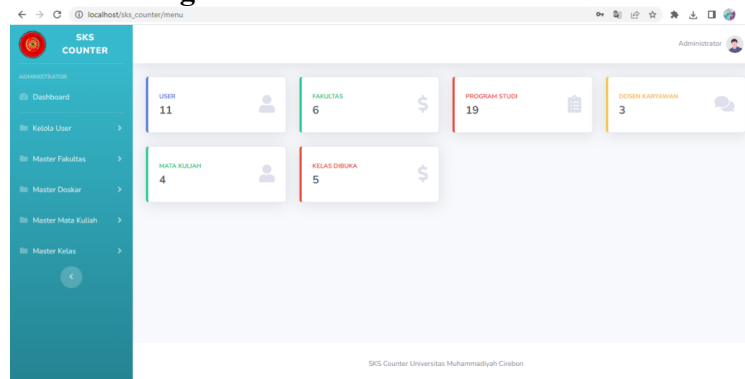 localhost/sks_counter/menu
SKS
COUNTER
Administrator
ADMINISTRATOR
Dashboard
Kelola User
Master Fakultas
Master Doskar
Master Mata Kuliah
Master Kelas
USER
11
FAKULTAS
6
PROGRAM STUDI
19
DOSEN KARYAWAN
3
MATA KULIAH
4
KELAS DIBUKA
5
SKS Counter Universitas Muhammadiyah Cirebon